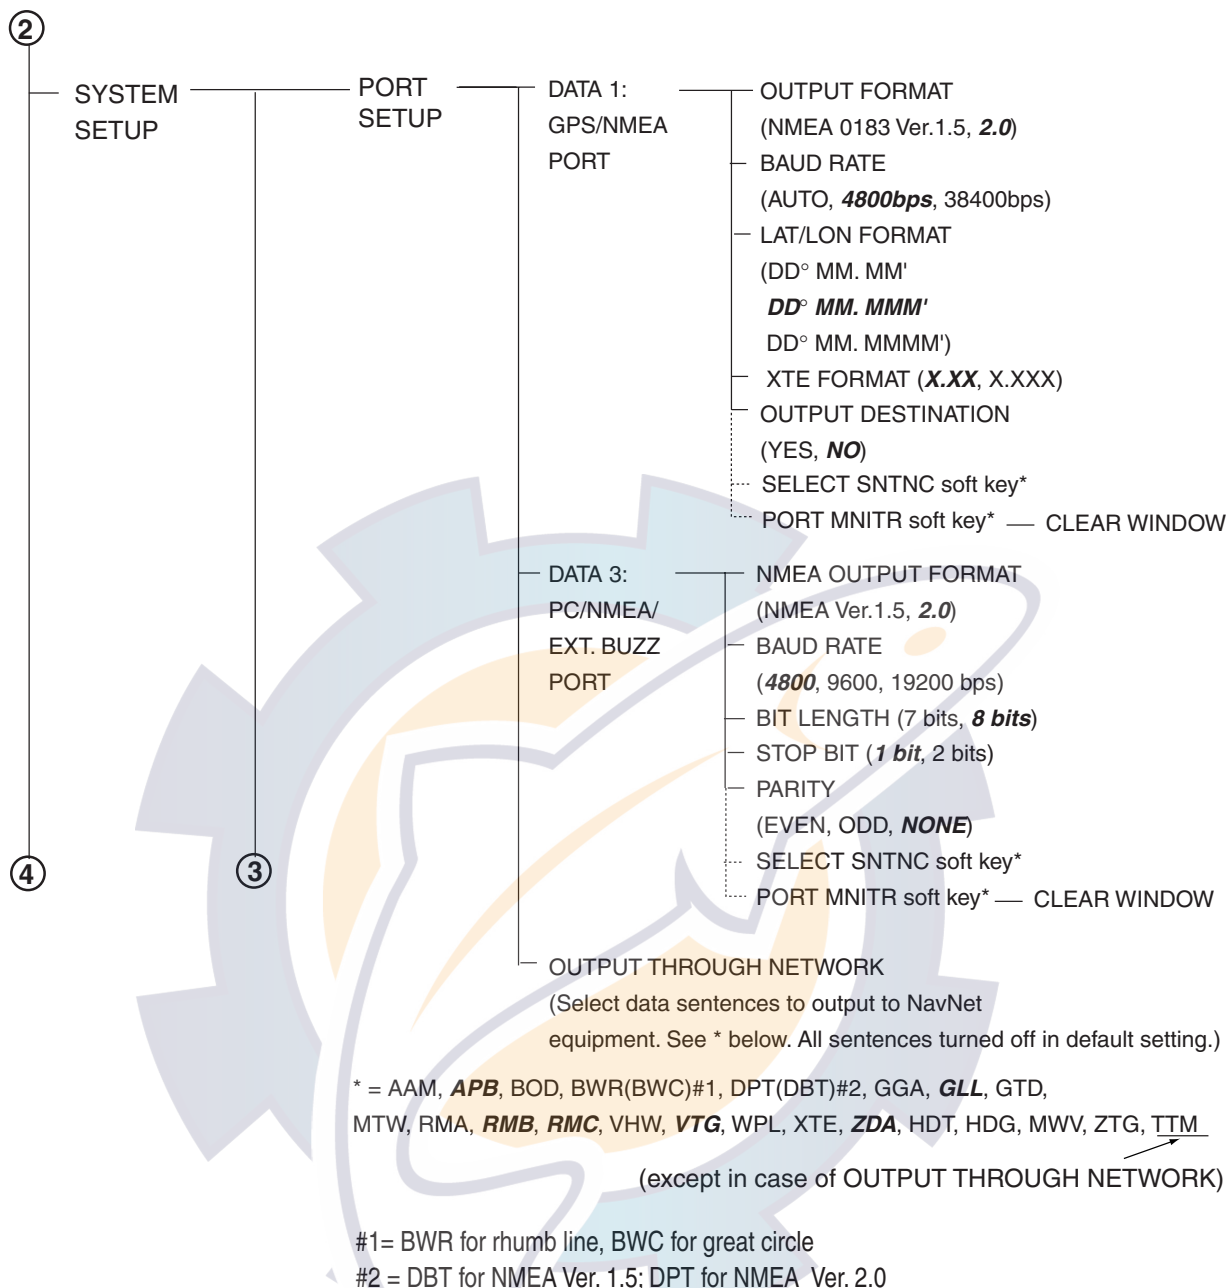 2
SYSTEM
SETUP
PORT
SETUP
DATA 1:
GPS/NMEA
PORT
OUTPUT FORMAT
(NMEA 0183 Ver.1.5, 2.0)
BAUD RATE
(AUTO, 4800bps, 38400bps)
LAT/LON FORMAT
(DD° MM. MM'
DD° MM. MMM'
DD° MM. MMMM')
XTE FORMAT (X.XX, X.XXX)
OUTPUT DESTINATION
(YES, NO)
SELECT SNTNC soft key*
PORT MNITR soft key* — CLEAR WINDOW
DATA 3:
PC/NMEA/
EXT. BUZZ
PORT
NMEA OUTPUT FORMAT
(NMEA Ver.1.5, 2.0)
BAUD RATE
(4800, 9600, 19200 bps)
BIT LENGTH (7 bits, 8 bits)
STOP BIT (1 bit, 2 bits)
PARITY
(EVEN, ODD, NONE)
SELECT SNTNC soft key*
PORT MNITR soft key* — CLEAR WINDOW
4
3
OUTPUT THROUGH NETWORK
(Select data sentences to output to NavNet
equipment. See * below. All sentences turned off in default setting.)
* = AAM, APB, BOD, BWR(BWC)#1, DPT(DBT)#2, GGA, GLL, GTD,
MTW, RMA, RMB, RMC, VHW, VTG, WPL, XTE, ZDA, HDT, HDG, MWV, ZTG, TTM
(except in case of OUTPUT THROUGH NETWORK)
#1= BWR for rhumb line, BWC for great circle
#2 = DBT for NMEA Ver. 1.5; DPT for NMEA Ver. 2.0